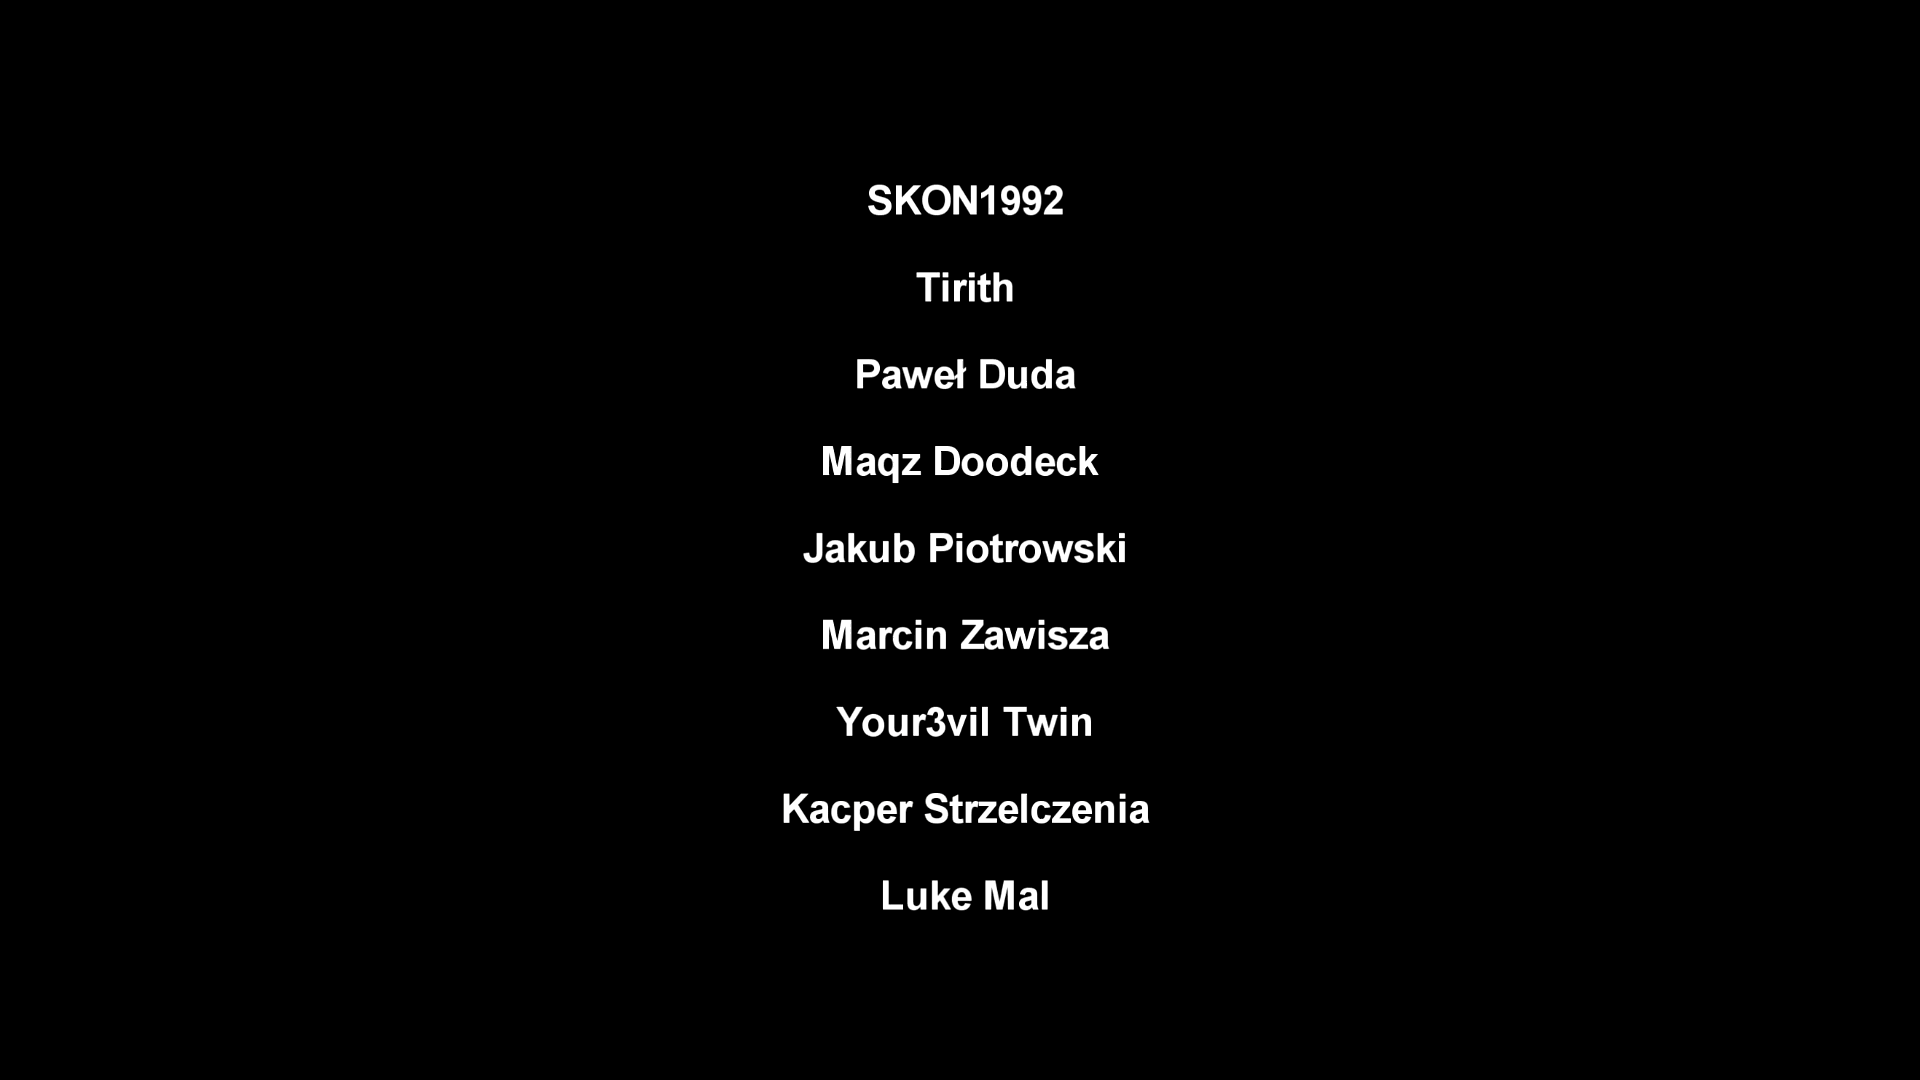 SKON1992
Tirith
Paweł Duda
Maqz Doodeck
Jakub Piotrowski
Marcin Zawisza
Your3vil Twin
Kacper Strzelczenia
Luke Mal